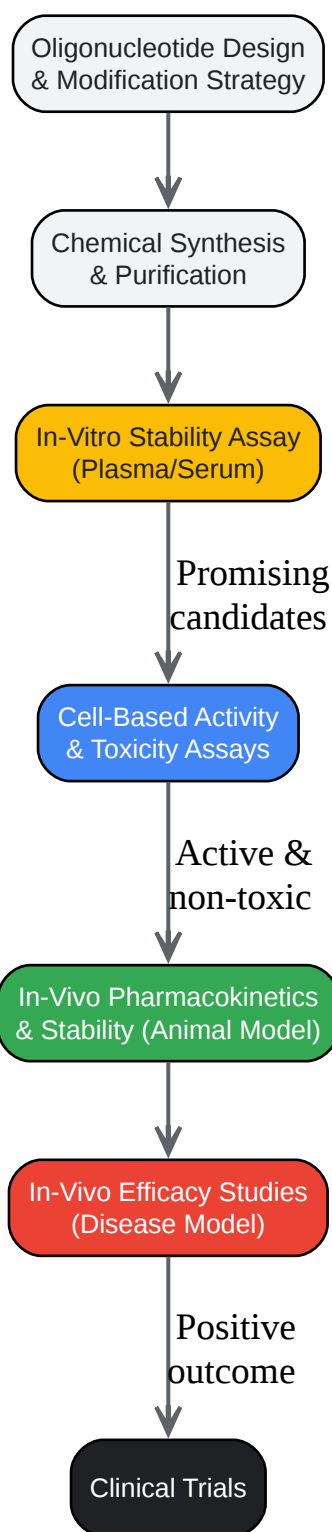 Oligonucleotide Design
& Modification Strategy
Chemical Synthesis
& Purification
In-Vitro Stability Assay
(Plasma/Serum)
Promising
candidates
Cell-Based Activity
& Toxicity Assays
Active &
non-toxic
In-Vivo Pharmacokinetics
& Stability (Animal Model)
In-Vivo Efficacy Studies
(Disease Model)
Positive
outcome
Clinical Trials